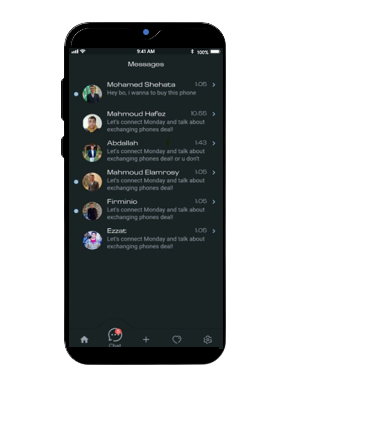 9:41 AM
100%
Messages
Mohamed Shehata 1:05
Hey bo, i wanna to buy this phone
Mahmoud Hafez 10:55
Let's connect Monday and talk about
exchanging phones deal!
Abdallah 1:43
Let's connect Monday and talk about
exchanging phones deal! or u don't
Mahmoud Elamrosy 1:05
Let's connect Monday and talk about
exchanging phones deal!
Firminio 1:05
Let's connect Monday and talk about
exchanging phones deal!
Ezzat 1:05
Let's connect Monday and talk about
exchanging phones deal!
Chat